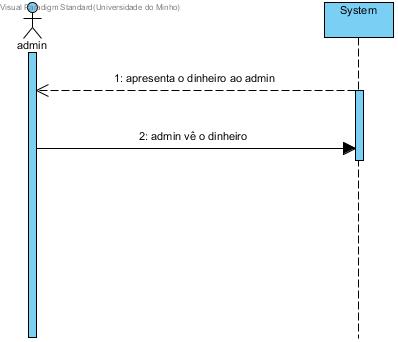 Visual Paradigm Standard(Universidade do Minho)
System
admin
1: apresenta o dinheiro ao admin
2: admin vê o dinheiro